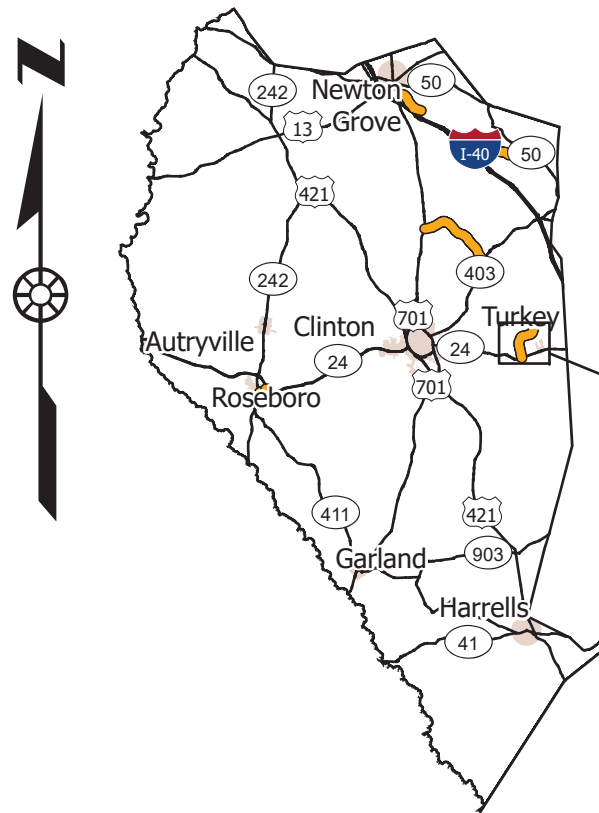 N
242
50
Newton
Grove
13
I-40
50
421
242
403
701
Turkey
Autryville
Clinton
24
24
701
Roseboro
411
421
903
Garland
Harrells
41